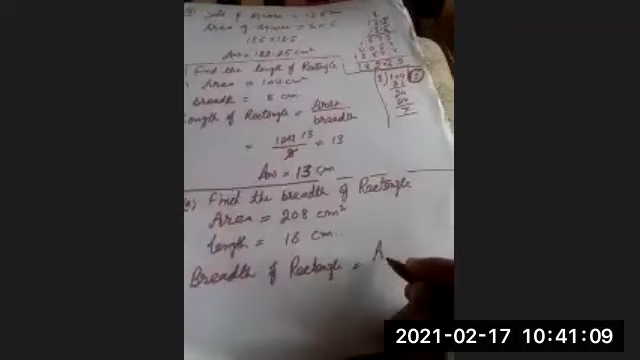 Side of square = 13.5 cm
Area of square = S × S
13.5 × 13.5
Ans = 182.25 cm²
Find the length of Rectangle
Area = 104 cm²
breadth = 8 cm
Length of Rectangle = Area / breadth
= 104 13 / 8 = 13
Ans = 13 cm
Find the breadth of Rectangle
Area = 208 cm²
length = 16 cm.
Breadth of Rectangle = A
2021-02-17 10:41:09